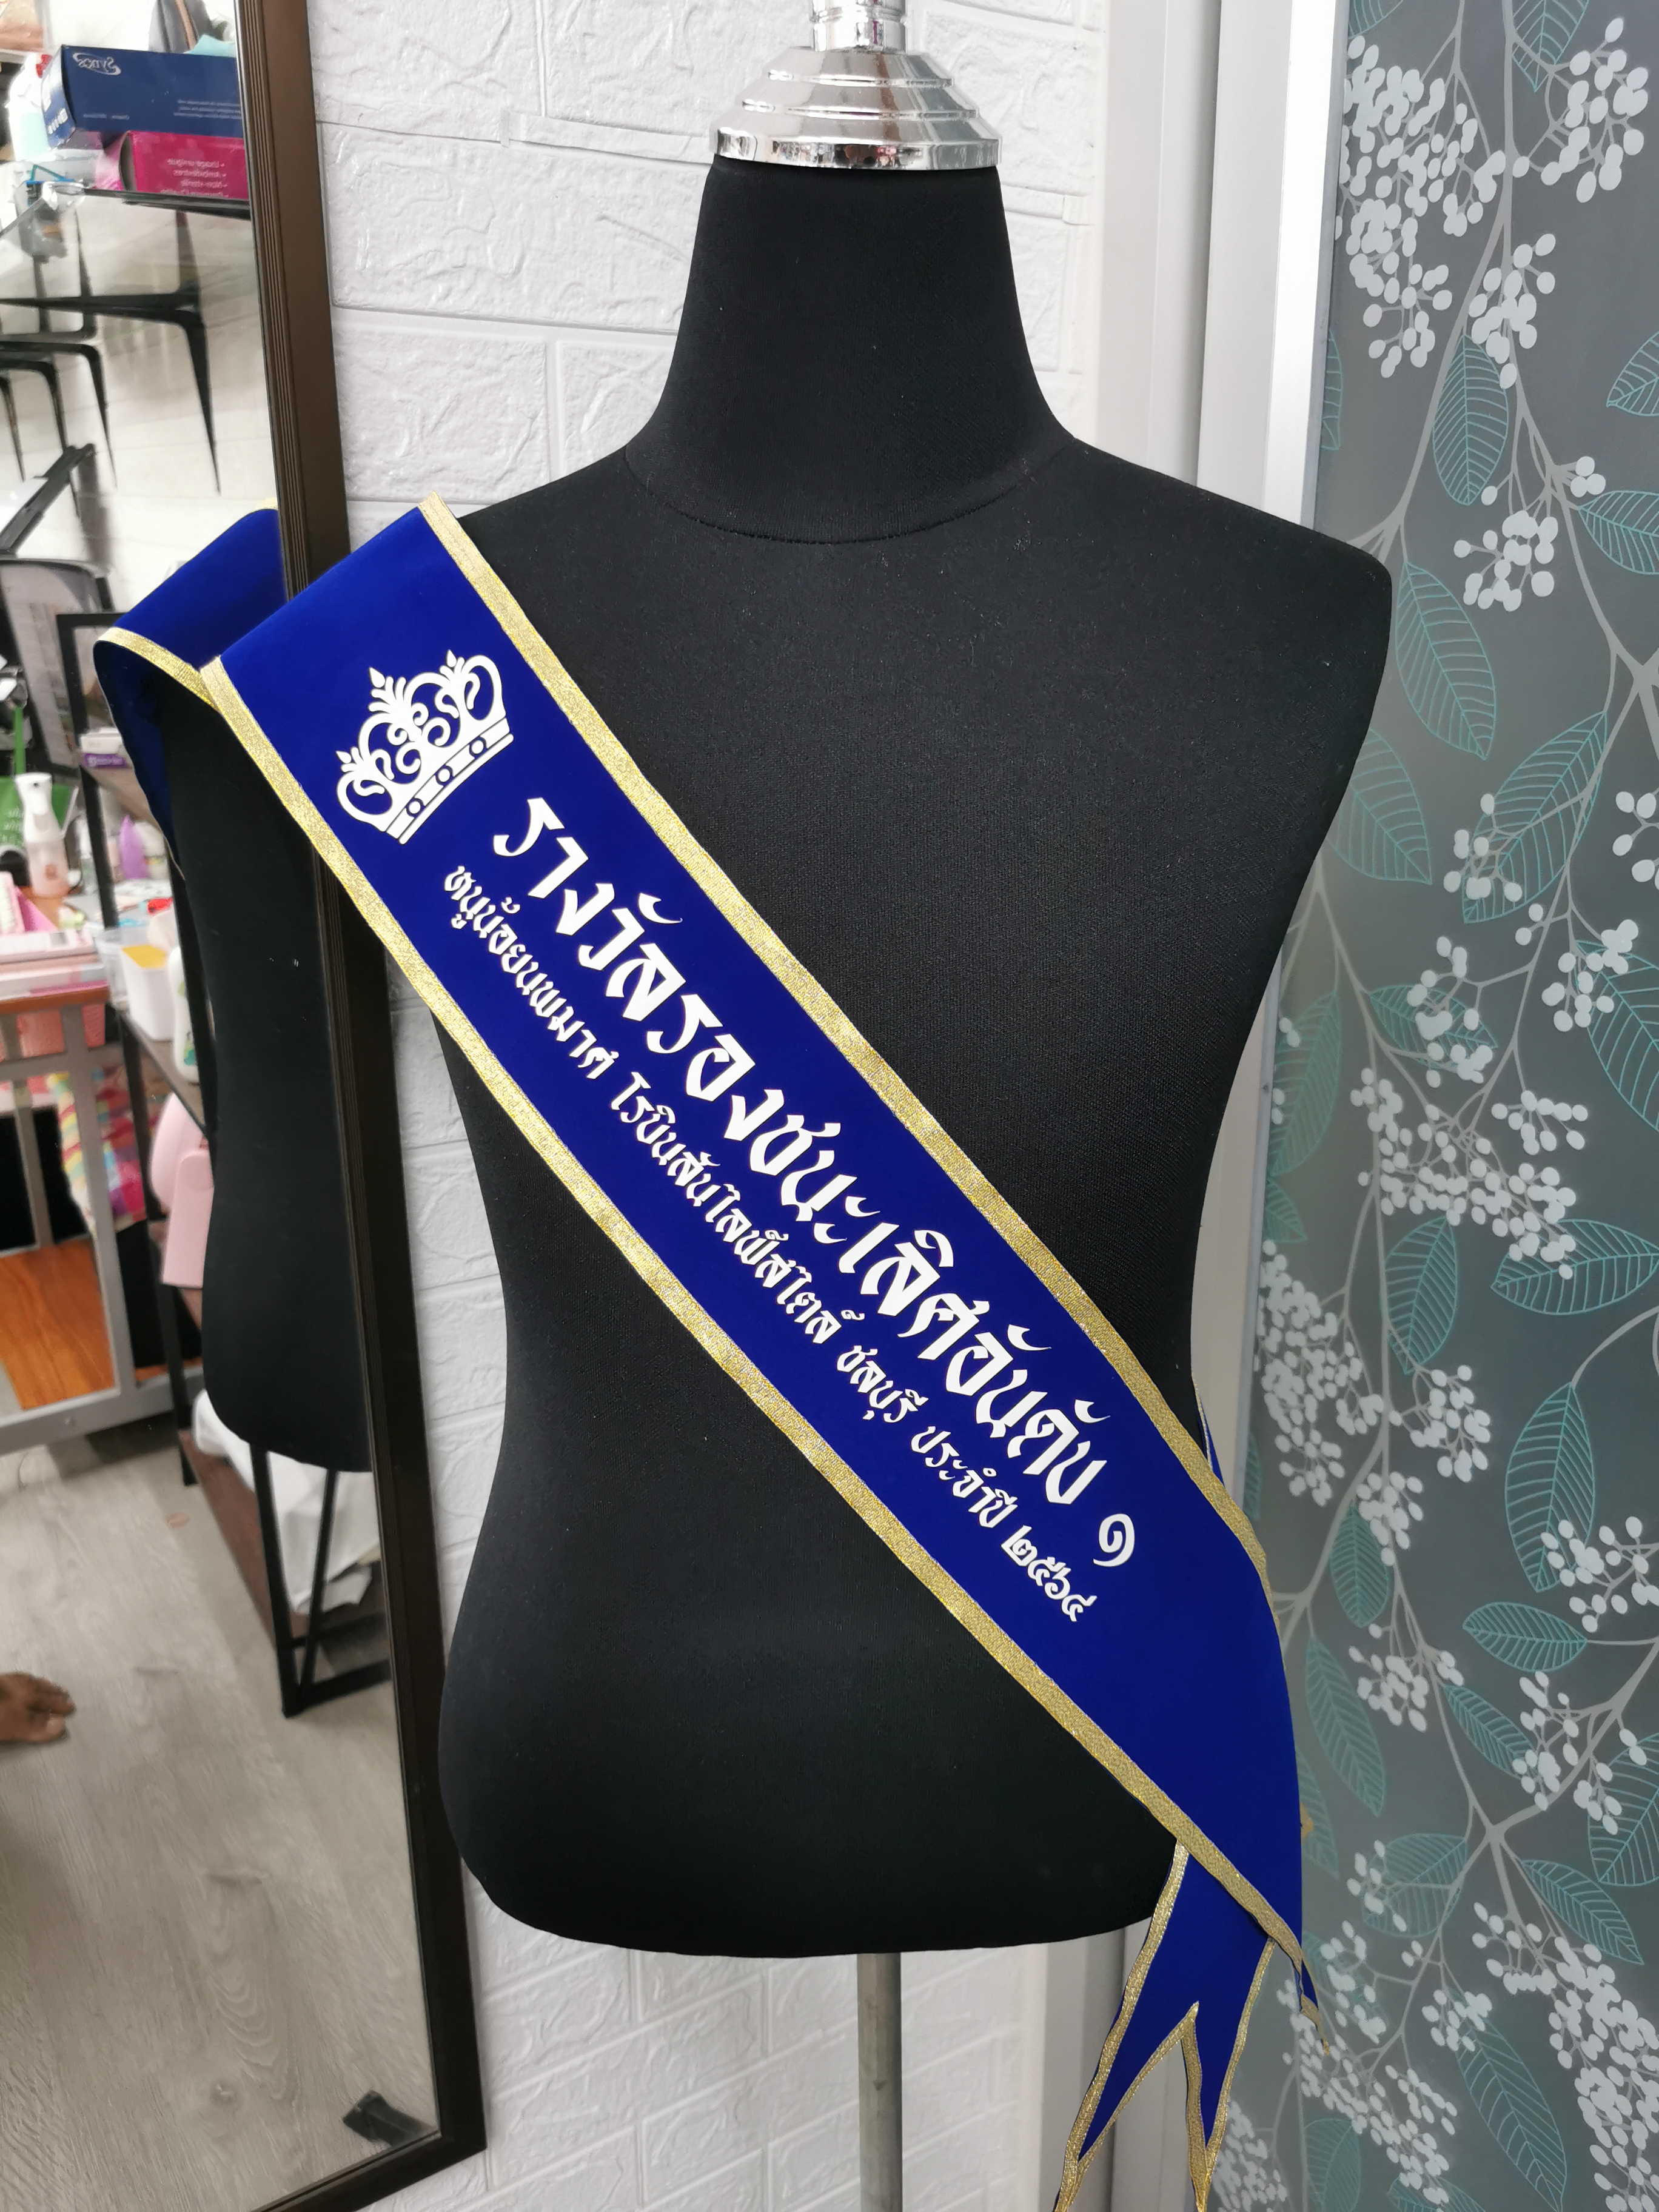 รางวัลรองชนะเลิศอันดับ ๑
หนูน้อยนพมาศ โรบินสันไลฟ์สไตล์ ชลบุรี ประจำปี ๒๕๖๔